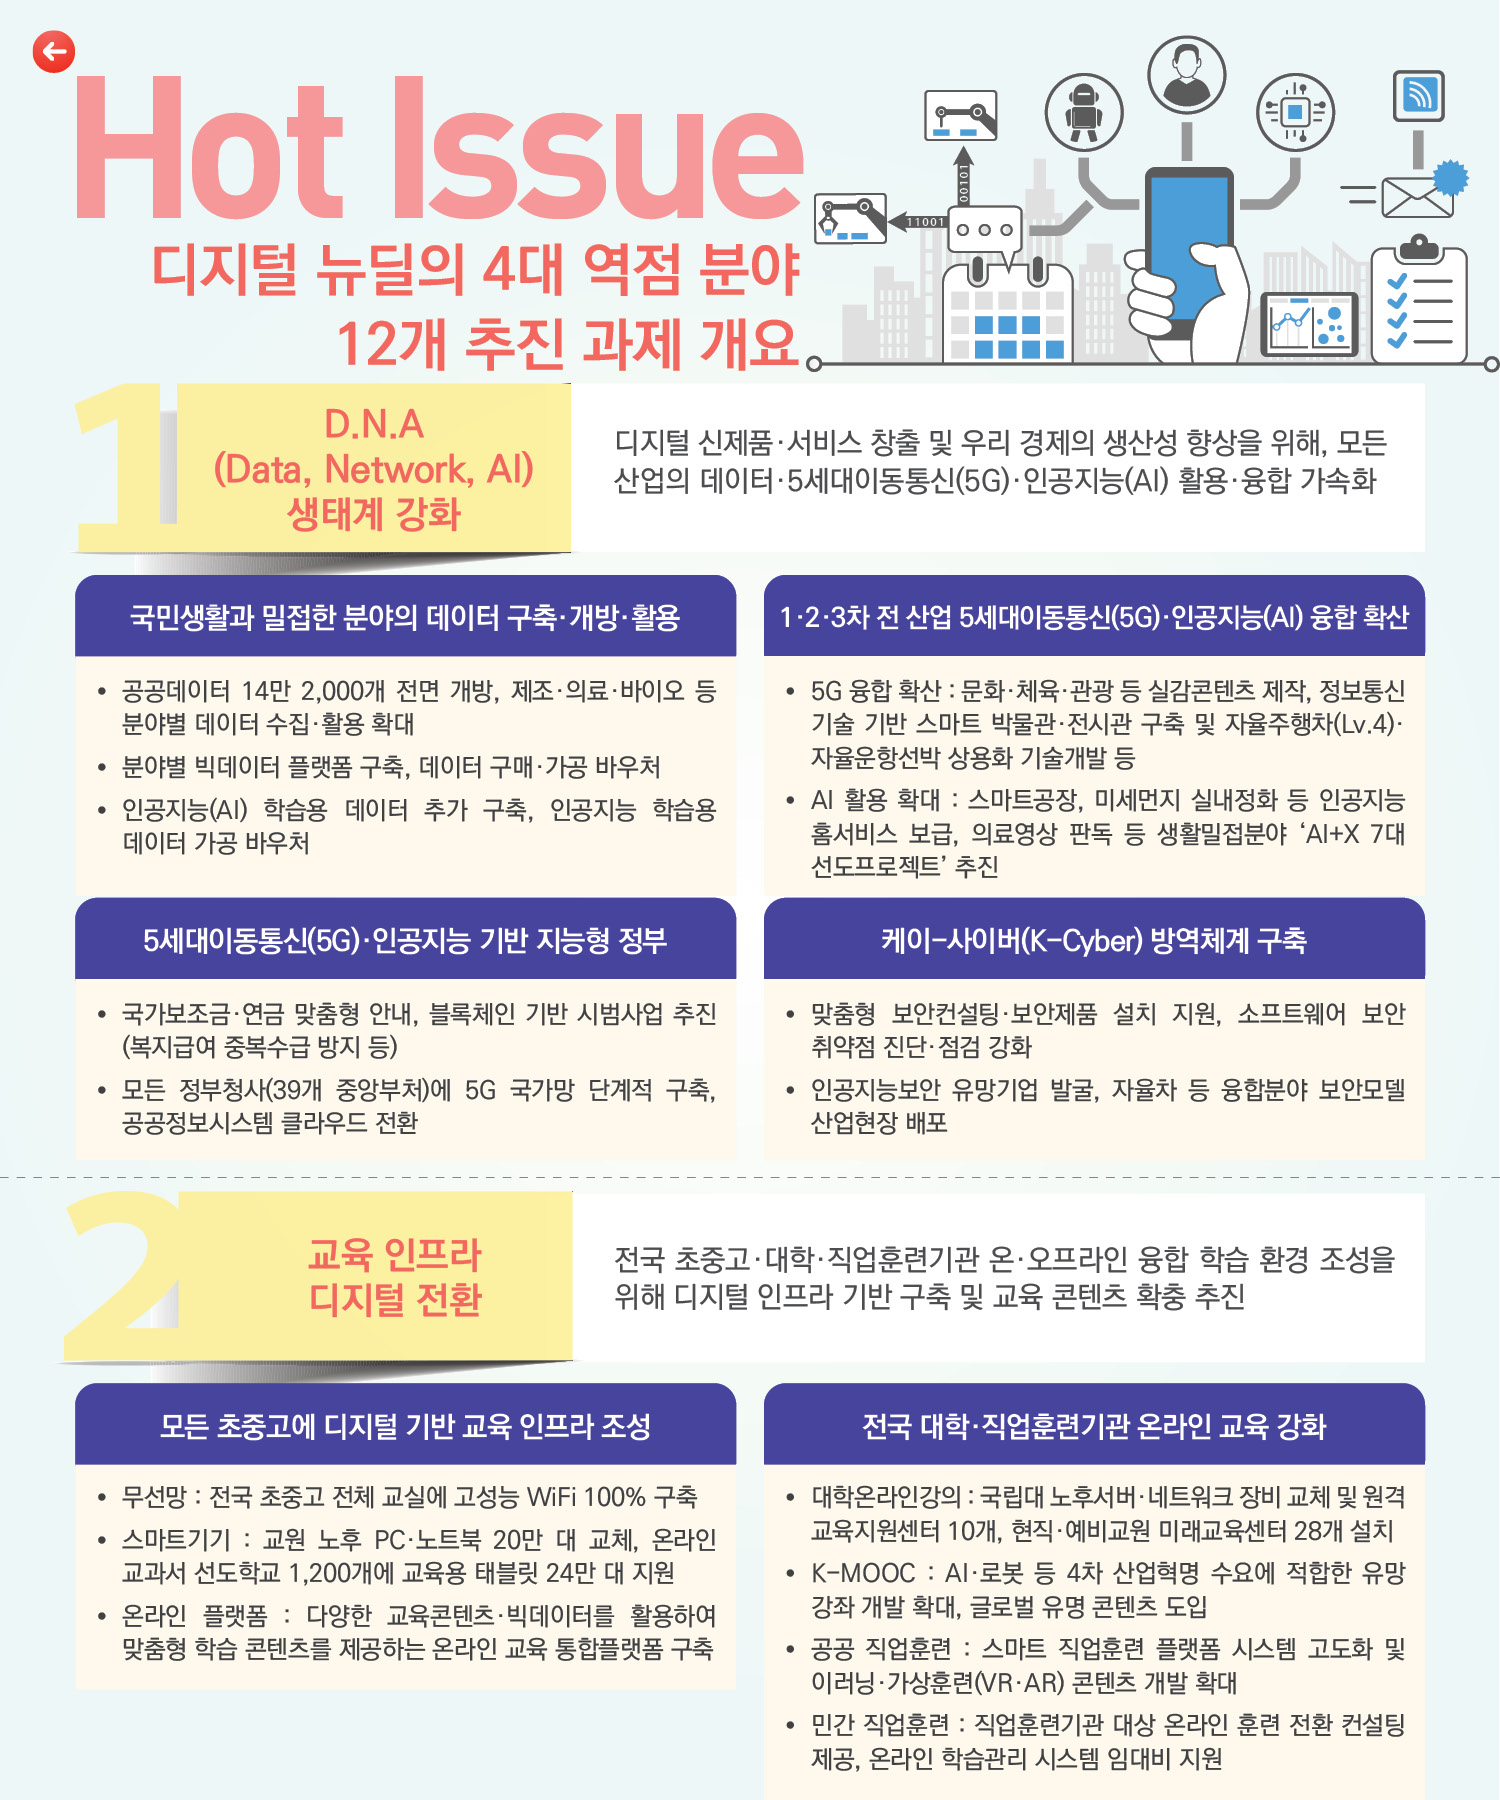 Hot Issue
디지털 뉴딜의 4대 역점 분야
12개 추진 과제 개요
00101
11001
1
D.N.A
(Data, Network, AI)
생태계 강화
디지털 신제품·서비스 창출 및 우리 경제의 생산성 향상을 위해, 모든
산업의 데이터·5세대이동통신(5G)·인공지능(AI) 활용·융합 가속화
국민생활과 밀접한 분야의 데이터 구축·개방·활용
• 공공데이터 14만 2,000개 전면 개방, 제조·의료·바이오 등
분야별 데이터 수집·활용 확대
• 분야별 빅데이터 플랫폼 구축, 데이터 구매·가공 바우처
• 인공지능(AI) 학습용 데이터 추가 구축, 인공지능 학습용
데이터 가공 바우처
1·2·3차 전 산업 5세대이동통신(5G)·인공지능(AI) 융합 확산
• 5G 융합 확산 : 문화·체육·관광 등 실감콘텐츠 제작, 정보통신
기술 기반 스마트 박물관·전시관 구축 및 자율주행차(Lv.4)·
자율운항선박 상용화 기술개발 등
• AI 활용 확대 : 스마트공장, 미세먼지 실내정화 등 인공지능
홈서비스 보급, 의료영상 판독 등 생활밀접분야 ‘AI+X 7대
선도프로젝트’ 추진
5세대이동통신(5G)·인공지능 기반 지능형 정부
• 국가보조금·연금 맞춤형 안내, 블록체인 기반 시범사업 추진
(복지급여 중복수급 방지 등)
• 모든 정부청사(39개 중앙부처)에 5G 국가망 단계적 구축,
공공정보시스템 클라우드 전환
케이-사이버(K-Cyber) 방역체계 구축
• 맞춤형 보안컨설팅·보안제품 설치 지원, 소프트웨어 보안
취약점 진단·점검 강화
• 인공지능보안 유망기업 발굴, 자율차 등 융합분야 보안모델
산업현장 배포
2
교육 인프라
디지털 전환
전국 초중고·대학·직업훈련기관 온·오프라인 융합 학습 환경 조성을
위해 디지털 인프라 기반 구축 및 교육 콘텐츠 확충 추진
모든 초중고에 디지털 기반 교육 인프라 조성
• 무선망 : 전국 초중고 전체 교실에 고성능 WiFi 100% 구축
• 스마트기기 : 교원 노후 PC·노트북 20만 대 교체, 온라인
교과서 선도학교 1,200개에 교육용 태블릿 24만 대 지원
• 온라인 플랫폼 : 다양한 교육콘텐츠·빅데이터를 활용하여
맞춤형 학습 콘텐츠를 제공하는 온라인 교육 통합플랫폼 구축
전국 대학·직업훈련기관 온라인 교육 강화
• 대학온라인강의 : 국립대 노후서버·네트워크 장비 교체 및 원격
교육지원센터 10개, 현직·예비교원 미래교육센터 28개 설치
• K-MOOC : AI·로봇 등 4차 산업혁명 수요에 적합한 유망
강좌 개발 확대, 글로벌 유명 콘텐츠 도입
• 공공 직업훈련 : 스마트 직업훈련 플랫폼 시스템 고도화 및
이러닝·가상훈련(VR·AR) 콘텐츠 개발 확대
• 민간 직업훈련 : 직업훈련기관 대상 온라인 훈련 전환 컨설팅
제공, 온라인 학습관리 시스템 임대비 지원